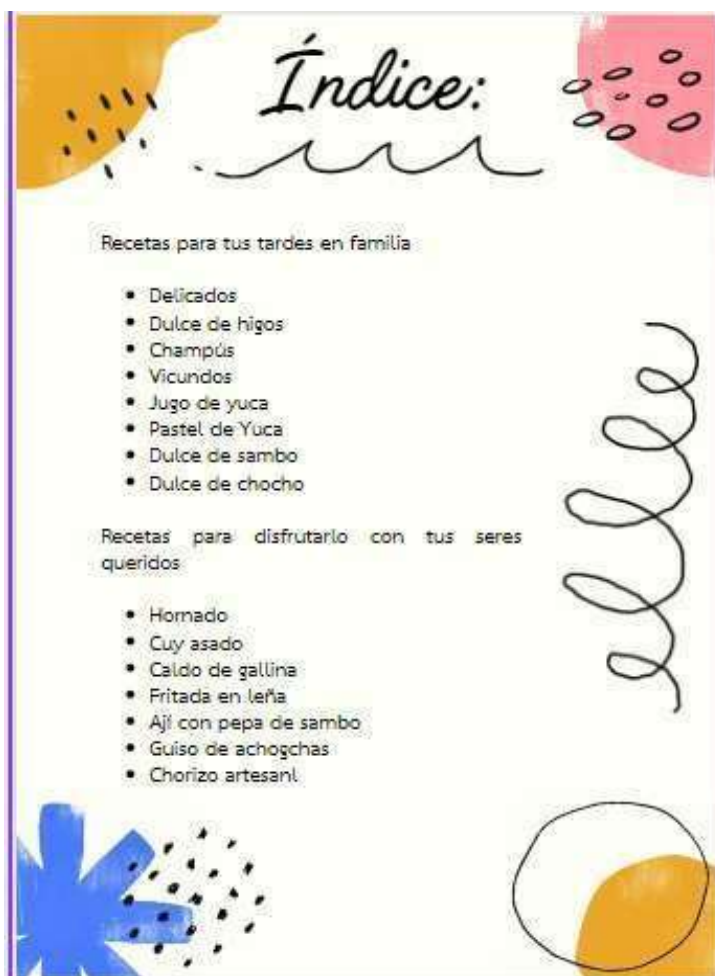 Índice:
Recetas para tus tardes en familia
• Delicados
• Dulce de higos
• Champús
• Vicundos
• Jugo de yuca
• Pastel de Yuca
• Dulce de sambo
• Dulce de chocho
Recetas para disfrutarlo con tus seres
queridos
• Hornado
• Cuy asado
• Caldo de gallina
• Fritada en leña
• Ají con pepa de sambo
• Guiso de achogchas
• Chorizo artesanl